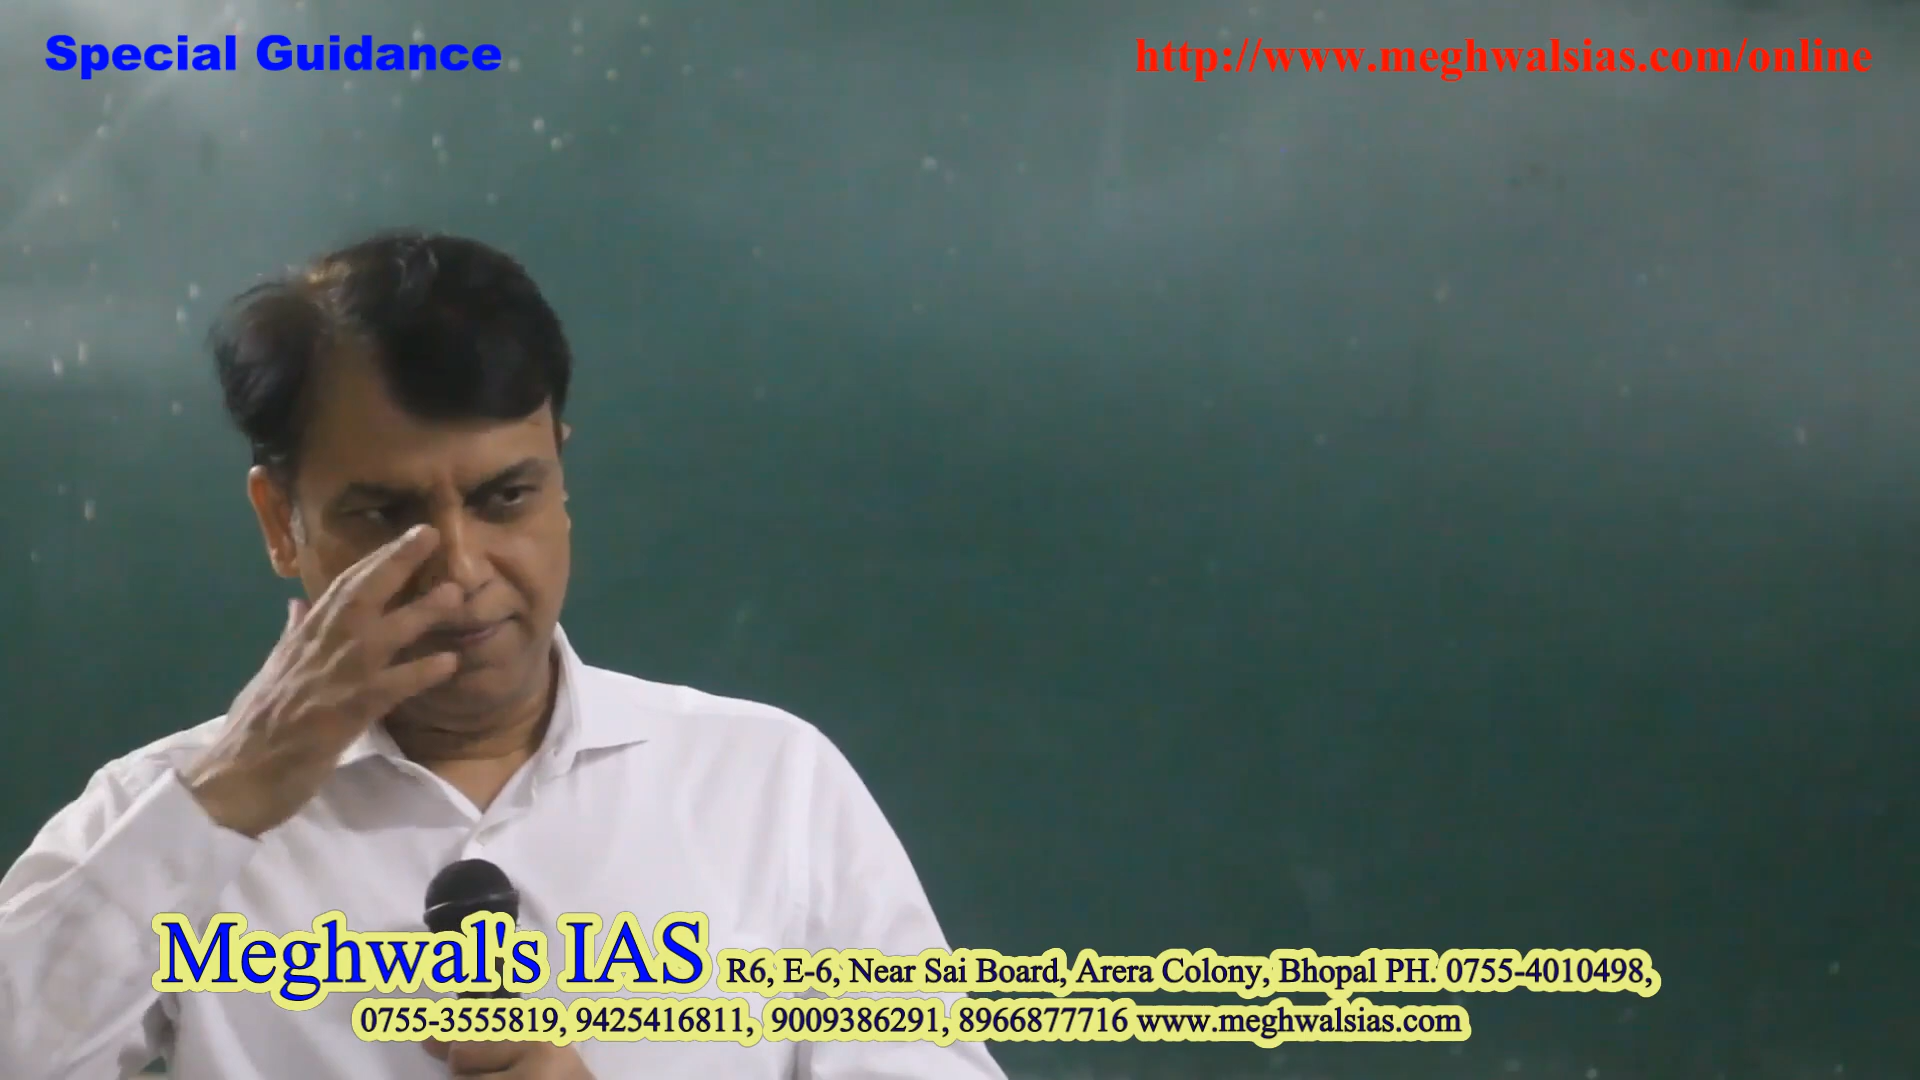 Special Guidance
http://www.meghwalsias.com/online
Meghwal's IAS R6, E-6, Near Sai Board, Arera Colony, Bhopal PH. 0755-4010498,
0755-3555819, 9425416811, 9009386291, 8966877716 www.meghwalsias.com